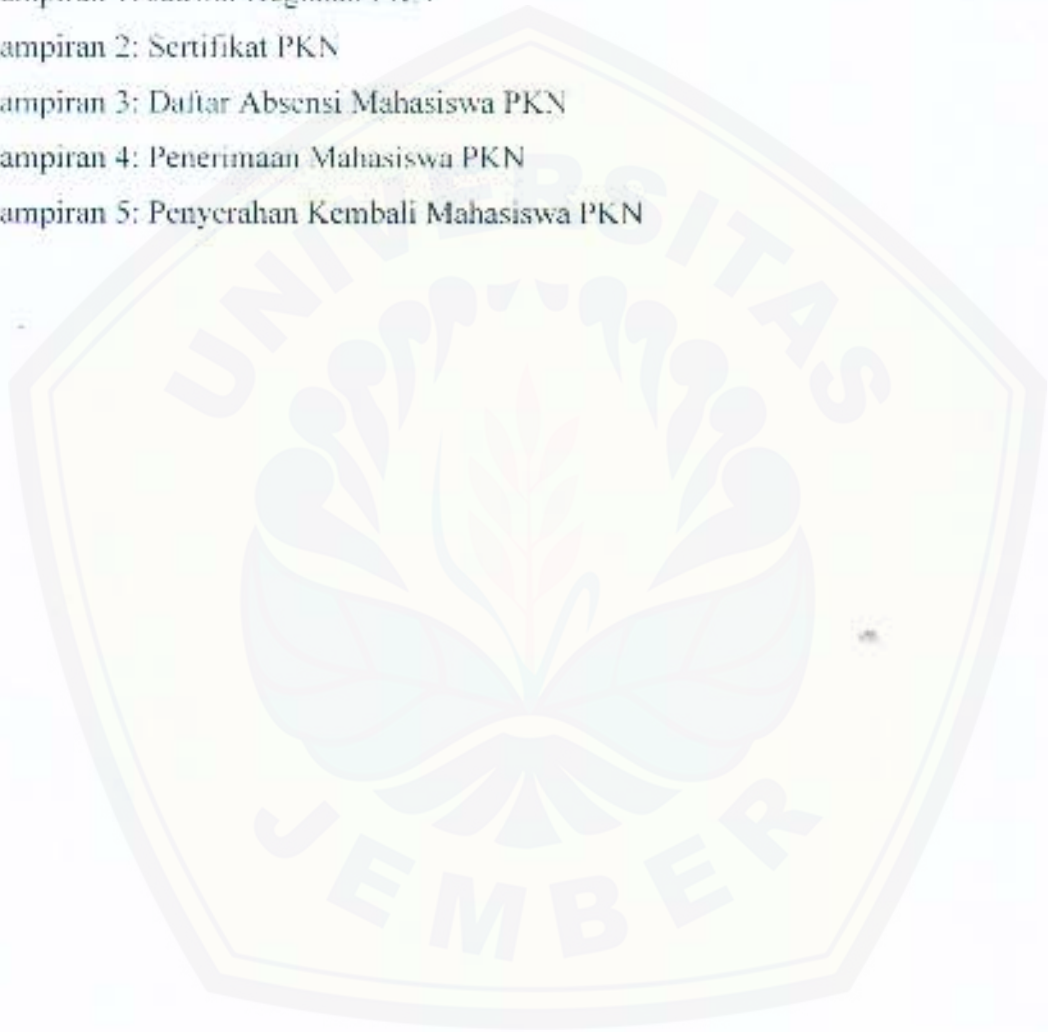 ampiran 2: Sertifikat PKN
ampiran 3: Daftar Absensi Mahasiswa PKN
ampiran 4: Penerimaan Mahasiswa PKN
ampiran 5: Penyerahan Kembali Mahasiswa PKN
UNIVERSITAS
JEMBER